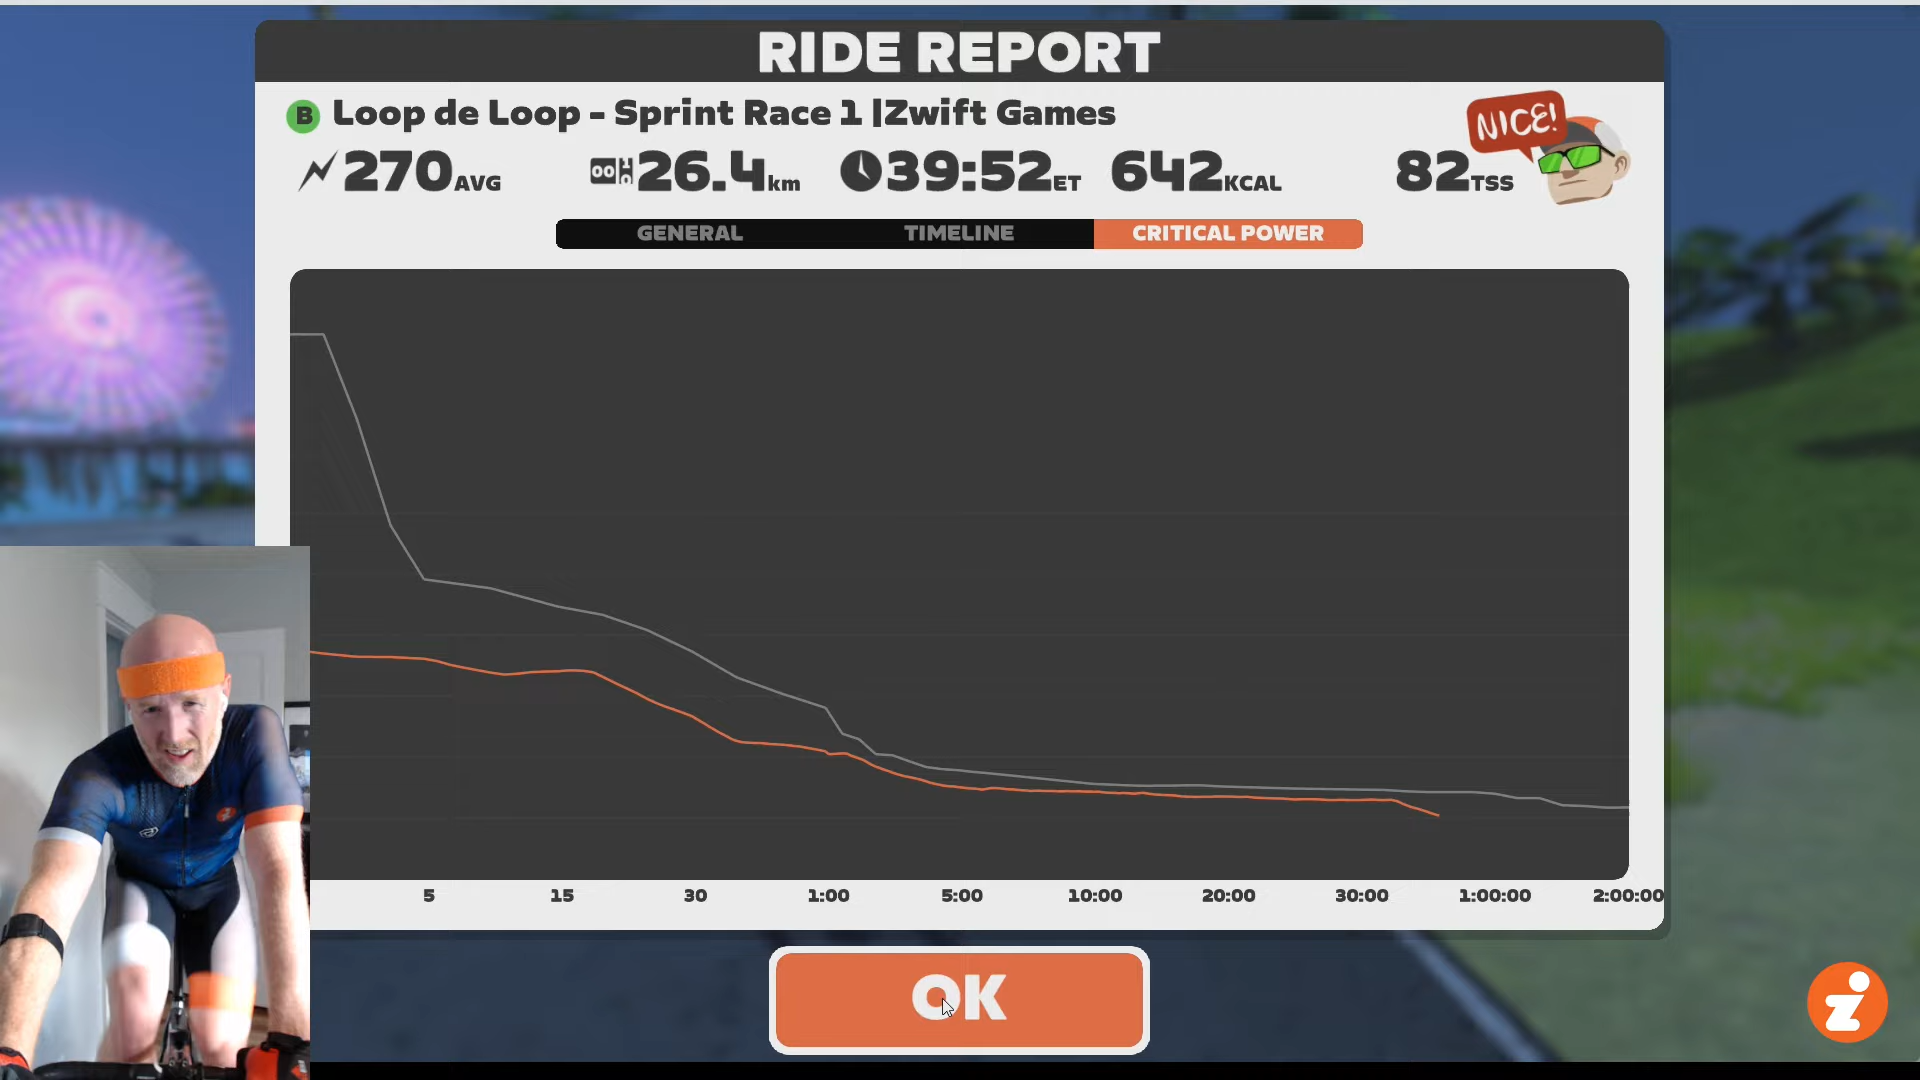 RIDE REPORT
B Loop de Loop - Sprint Race 1 |Zwift Games
NICE!
270AVG 26.4km 39:52ET 642KCAL 82TSS
GENERAL TIMELINE CRITICAL POWER
5 15 30 1:00 5:00 10:00 20:00 30:00 1:00:00 2:00:00
OK